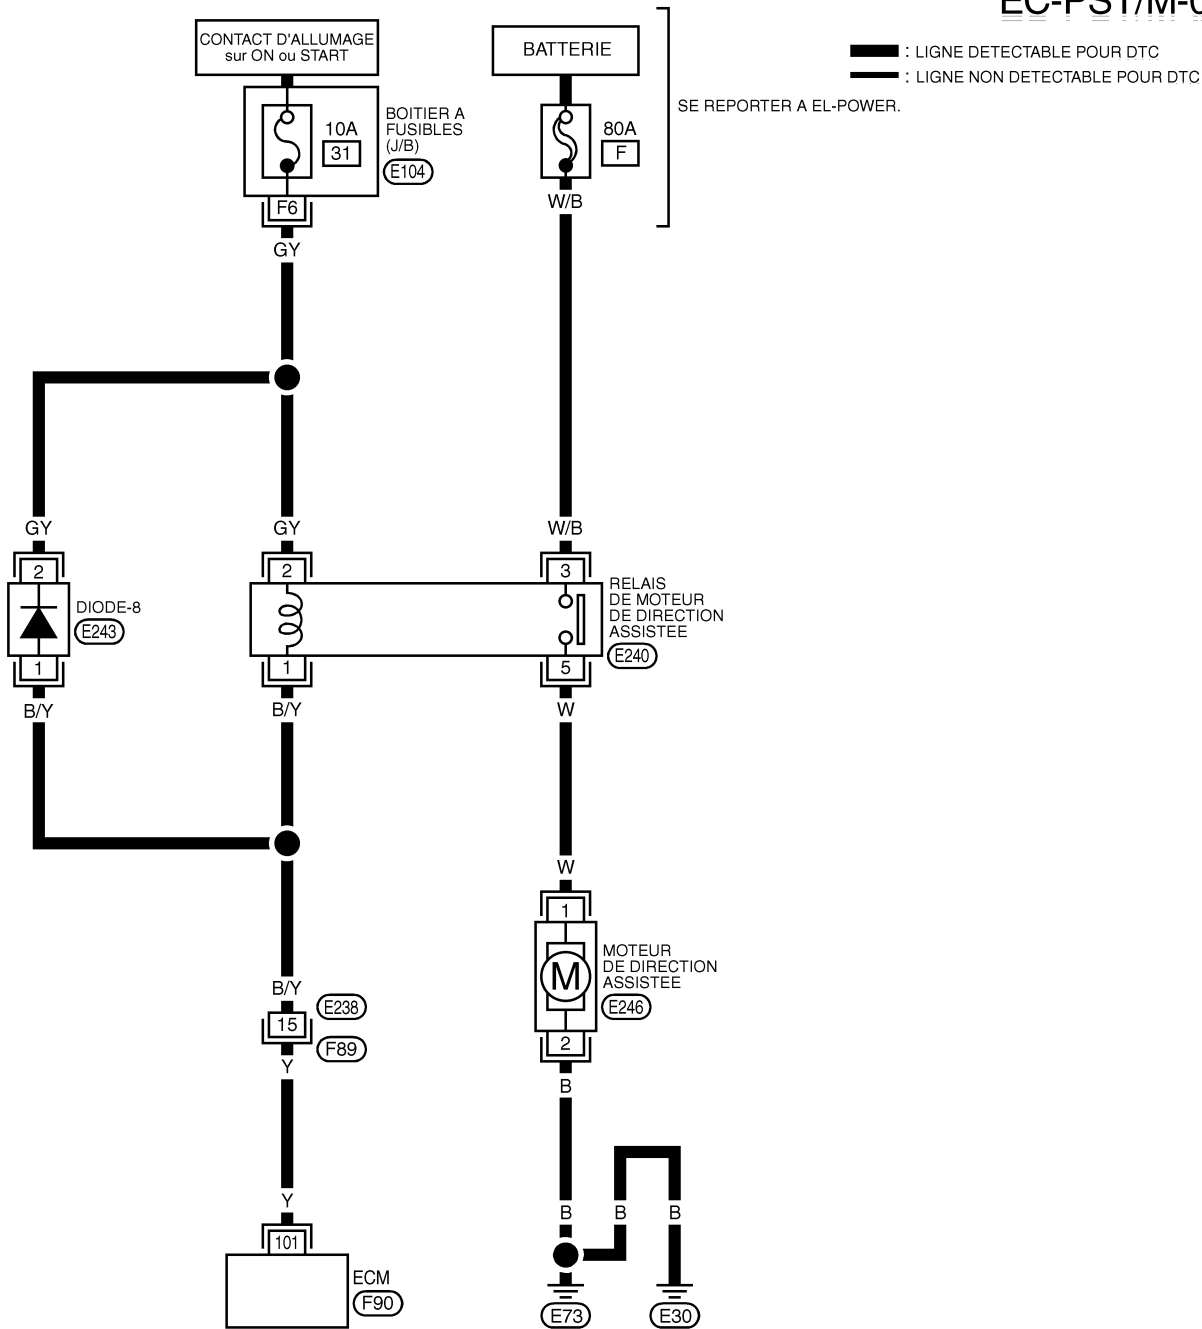 CONTACT D'ALLUMAGE
sur ON ou START
BATTERIE
: LIGNE DETECTABLE POUR DTC
: LIGNE NON DETECTABLE POUR DTC
SE REPORTER A EL-POWER.
10A
31
BOITIER A
FUSIBLES
(J/B)
E104
80A
F
F6
GY
W/B
GY
GY
W/B
2
2
3
DIODE-8
E243
RELAIS
DE MOTEUR
DE DIRECTION
ASSISTEE
E240
1
1
5
B/Y
B/Y
W
W
1
M
MOTEUR
DE DIRECTION
ASSISTEE
E246
2
B/Y
E238
15
F89
Y
B
Y
B
B
B
101
ECM
F90
E73
E30